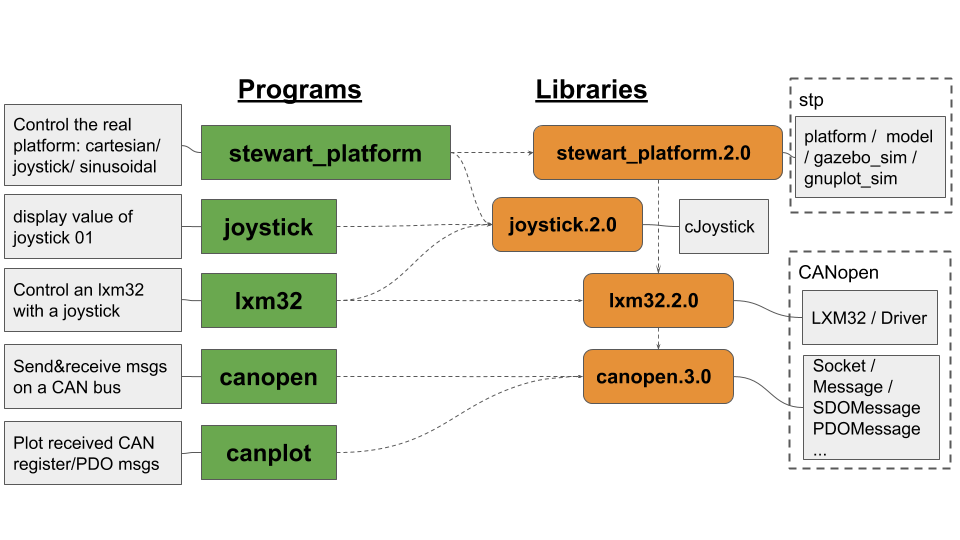 Programs
Libraries
Control the real
platform: cartesian/
joystick/ sinusoidal
stewart_platform
stewart_platform.2.0
stp
platform /  model
/ gazebo_sim /
gnuplot_sim
display value of
joystick 01
joystick
joystick.2.0
cJoystick
Control an lxm32
with a joystick
lxm32
lxm32.2.0
CANopen
LXM32 / Driver
Send&receive msgs
on a CAN bus
canopen
canopen.3.0
Socket /
Message /
SDOMessage
PDOMessage
...
Plot received CAN
register/PDO msgs
canplot